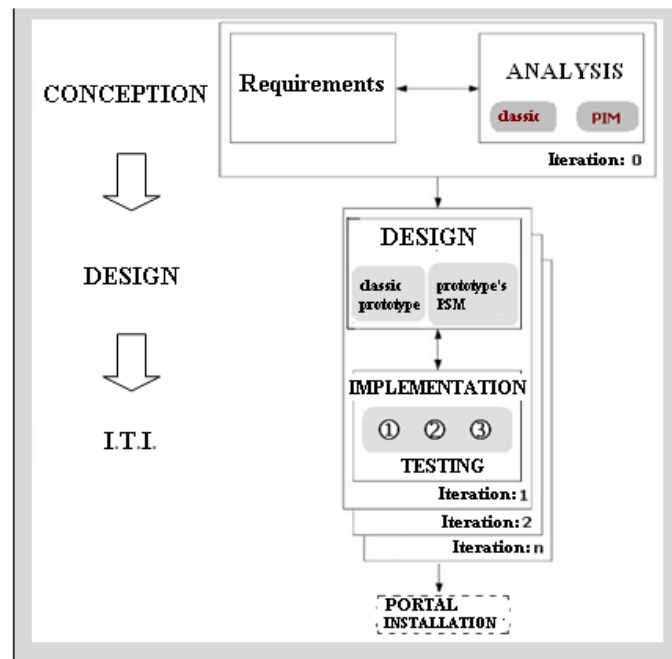 CONCEPTION
DESIGN
I.T.I.
Requirements
ANALYSIS
classic
PIM
Iteration: 0
DESIGN
classic
prototype
prototype's
PSM
IMPLEMENTATION
① ② ③
TESTING
Iteration: 1
Iteration: 2
Iteration: n
PORTAL
INSTALLATION